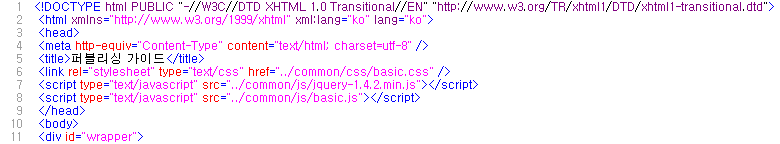 1 <!DOCTYPE html PUBLIC "-//W3C//DTD XHTML 1.0 Transitional//EN" "http://www.w3.org/TR/xhtml1/DTD/xhtml1-transitional.dtd">
2 <html xmlns="http://www.w3.org/1999/xhtml" xml:lang="ko" lang="ko">
3 <head>
4 <meta http-equiv="Content-Type" content="text/html; charset=utf-8" />
5 <title>퍼블리싱 가이드</title>
6 <link rel="stylesheet" type="text/css" href="../common/css/basic.css" />
7 <script type="text/javascript" src="../common/js/jquery-1.4.2.min.js"></script>
8 <script type="text/javascript" src="../common/js/basic.js"></script>
9 </head>
10 <body>
11 <div id="wrapper">